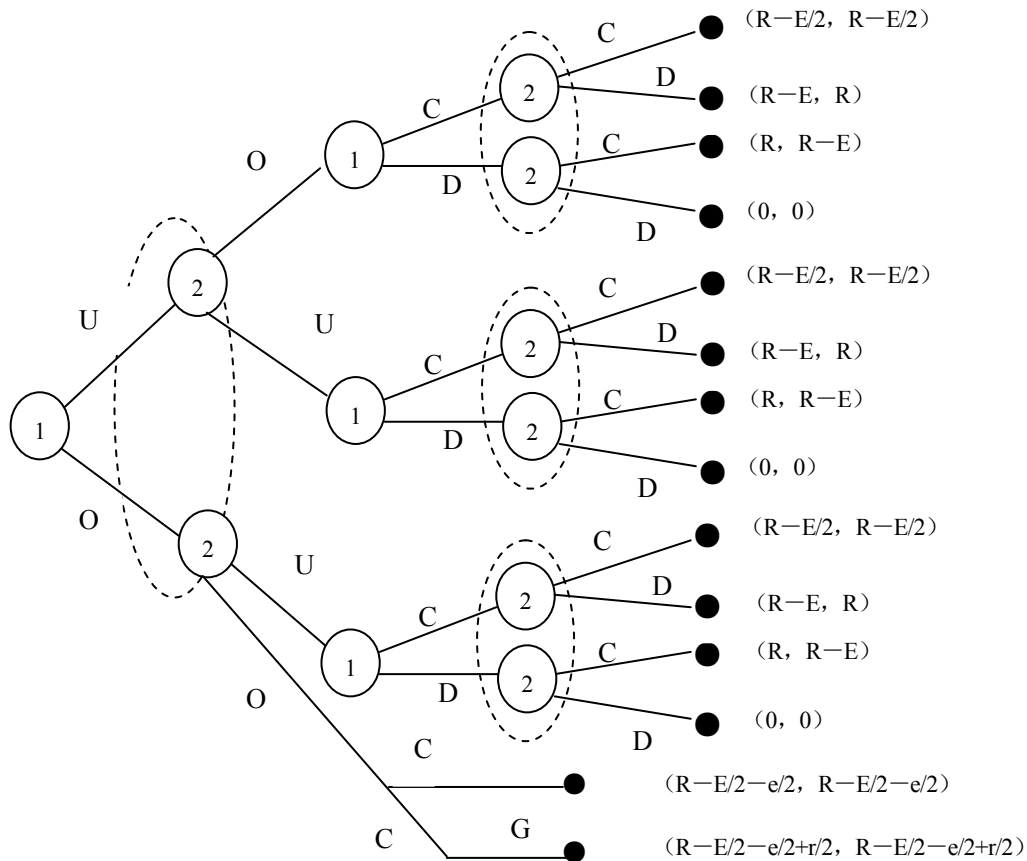 C
(R－E/2，R－E/2)
2
D
(R－E，R)
C
O
1
C
(R，R－E)
D
2
D
(0，0)
2
C
(R－E/2，R－E/2)
U
U
2
D
(R－E，R)
C
1
1
C
(R，R－E)
D
2
D
(0，0)
O
2
C
(R－E/2，R－E/2)
U
2
D
(R－E，R)
C
1
C
(R，R－E)
D
2
O
D
(0，0)
C
(R－E/2－e/2，R－E/2－e/2)
C
G
(R－E/2－e/2+r/2，R－E/2－e/2+r/2)